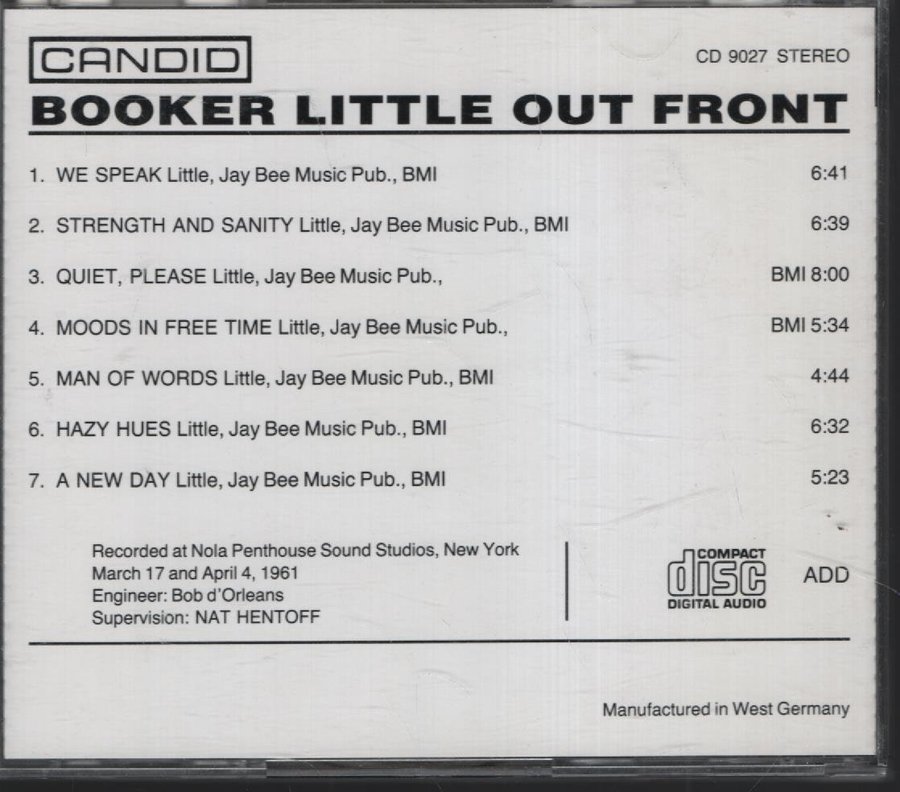 CANDID
CD 9027 STEREO
BOOKER LITTLE OUT FRONT
1. WE SPEAK Little, Jay Bee Music Pub., BMI 6:41
2. STRENGTH AND SANITY Little, Jay Bee Music Pub., BMI 6:39
3. QUIET, PLEASE Little, Jay Bee Music Pub., BMI 8:00
4. MOODS IN FREE TIME Little, Jay Bee Music Pub., BMI 5:34
5. MAN OF WORDS Little, Jay Bee Music Pub., BMI 4:44
6. HAZY HUES Little, Jay Bee Music Pub., BMI 6:32
7. A NEW DAY Little, Jay Bee Music Pub., BMI 5:23
Recorded at Nola Penthouse Sound Studios, New York
March 17 and April 4, 1961
Engineer: Bob d'Orleans
Supervision: NAT HENTOFF
COMPACT
disc
DIGITAL AUDIO
ADD
Manufactured in West Germany